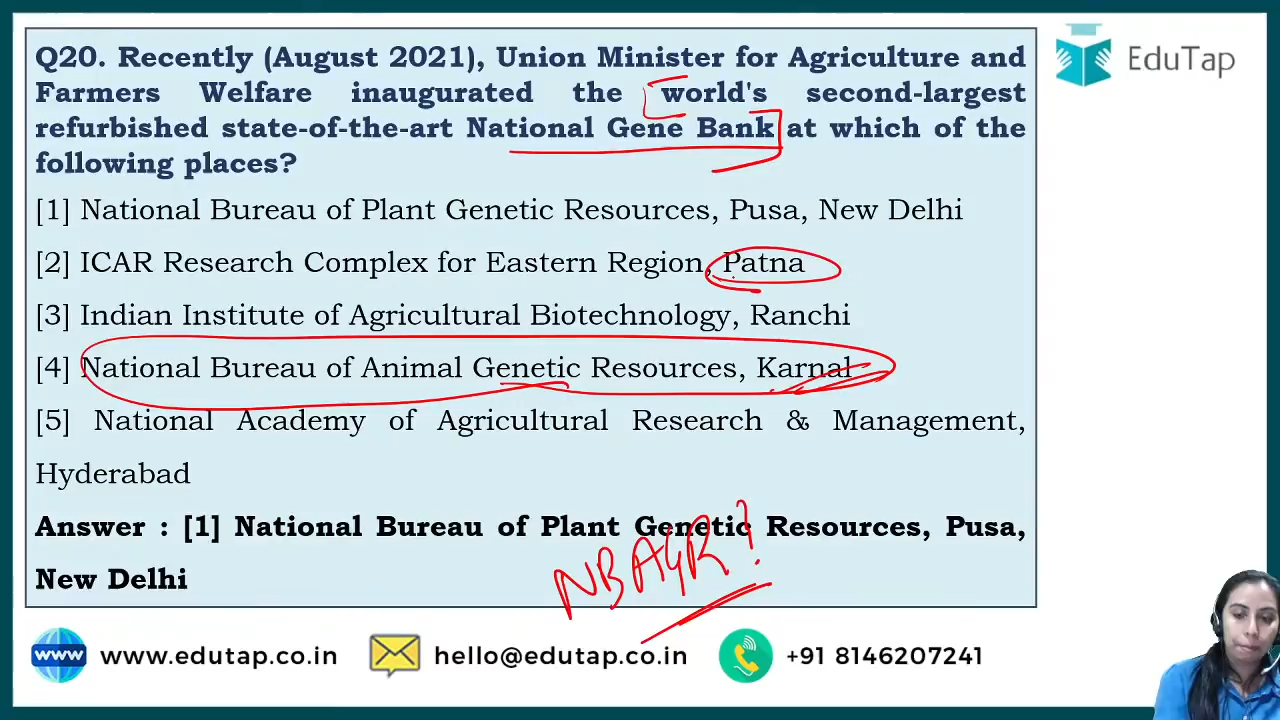 Q20. Recently (August 2021), Union Minister for Agriculture and
Farmers Welfare inaugurated the world's second-largest
refurbished state-of-the-art National Gene Bank at which of the
following places?
[1] National Bureau of Plant Genetic Resources, Pusa, New Delhi
[2] ICAR Research Complex for Eastern Region, Patna
[3] Indian Institute of Agricultural Biotechnology, Ranchi
[4] National Bureau of Animal Genetic Resources, Karnal
[5] National Academy of Agricultural Research & Management,
Hyderabad
Answer : [1] National Bureau of Plant Genetic Resources, Pusa,
New Delhi
NBAGR?
EduTap
www www.edutap.co.in hello@edutap.co.in +91 8146207241